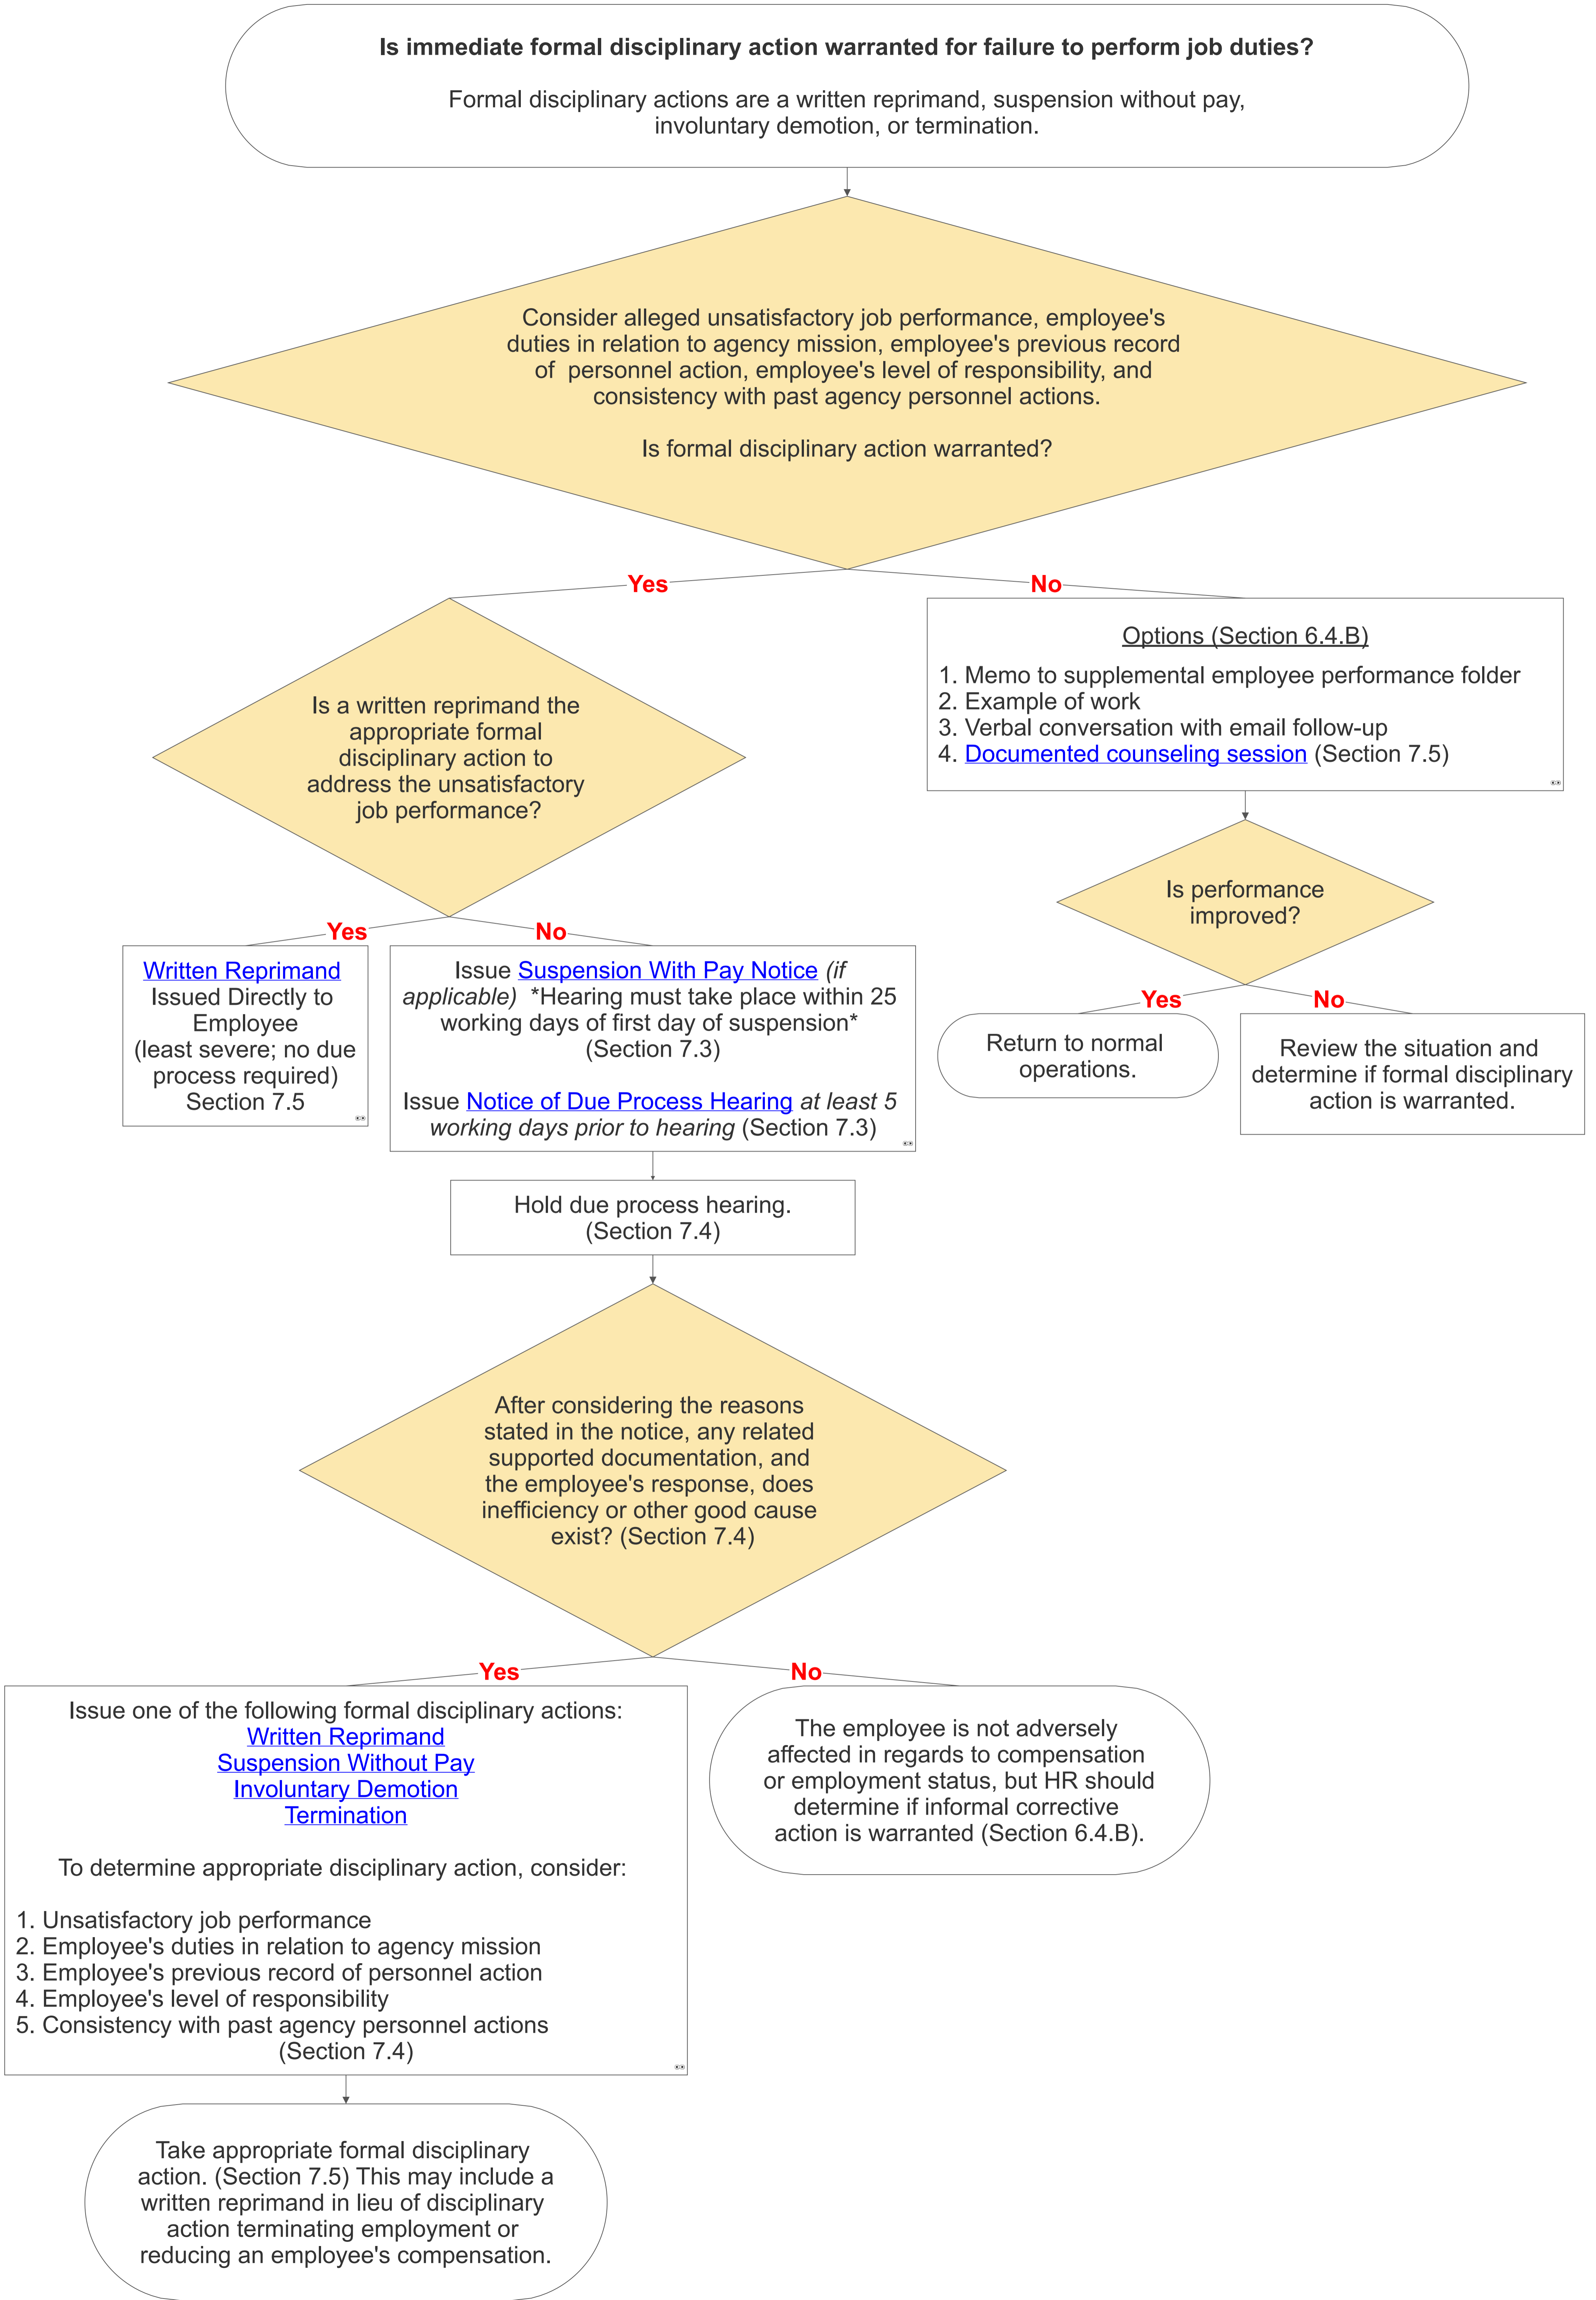 Is immediate formal disciplinary action warranted for failure to perform job duties?
Formal disciplinary actions are a written reprimand, suspension without pay,
involuntary demotion, or termination.
Consider alleged unsatisfactory job performance, employee's
duties in relation to agency mission, employee's previous record
of  personnel action, employee's level of responsibility, and
consistency with past agency personnel actions.
Is formal disciplinary action warranted?
Yes
No
Is a written reprimand the
appropriate formal
disciplinary action to
address the unsatisfactory
job performance?
Options (Section 6.4.B)
1. Memo to supplemental employee performance folder
2. Example of work
3. Verbal conversation with email follow-up
4. Documented counseling session (Section 7.5)
Is performance
improved?
Yes
No
Return to normal
operations.
Review the situation and
determine if formal disciplinary
action is warranted.
Yes
No
Written Reprimand
Issued Directly to
Employee
(least severe; no due
process required)
Section 7.5
Issue Suspension With Pay Notice (if
applicable)  *Hearing must take place within 25
working days of first day of suspension*
(Section 7.3)
Issue Notice of Due Process Hearing at least 5
working days prior to hearing (Section 7.3)
Hold due process hearing.
(Section 7.4)
After considering the reasons
stated in the notice, any related
supported documentation, and
the employee's response, does
inefficiency or other good cause
exist? (Section 7.4)
Yes
No
Issue one of the following formal disciplinary actions:
Written Reprimand
Suspension Without Pay
Involuntary Demotion
Termination
To determine appropriate disciplinary action, consider:
1. Unsatisfactory job performance
2. Employee's duties in relation to agency mission
3. Employee's previous record of personnel action
4. Employee's level of responsibility
5. Consistency with past agency personnel actions
(Section 7.4)
The employee is not adversely
affected in regards to compensation
or employment status, but HR should
determine if informal corrective
action is warranted (Section 6.4.B).
Take appropriate formal disciplinary
action. (Section 7.5) This may include a
written reprimand in lieu of disciplinary
action terminating employment or
reducing an employee's compensation.